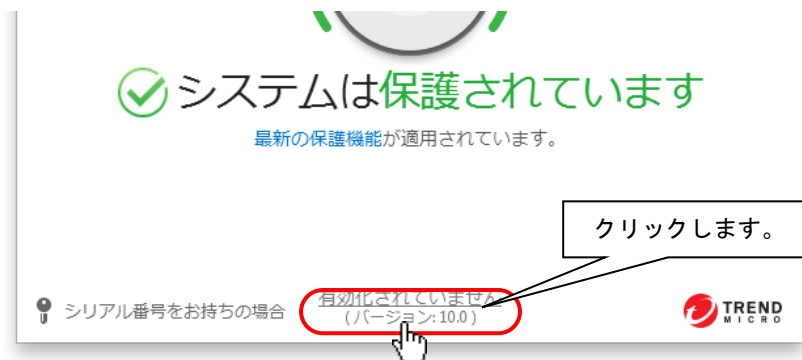 システムは保護されています
最新の保護機能が適用されています。
クリックします。
シリアル番号をお持ちの場合
有効化されていません
(バージョン: 10.0 )
TREND
MICRO